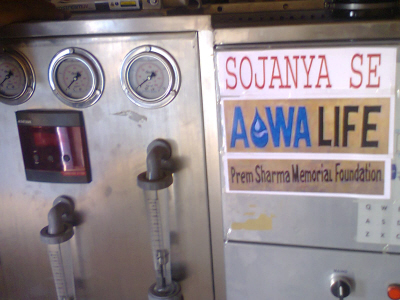 SOJANYA SE
AQWA LIFE
Prem Sharma Memorial Foundation